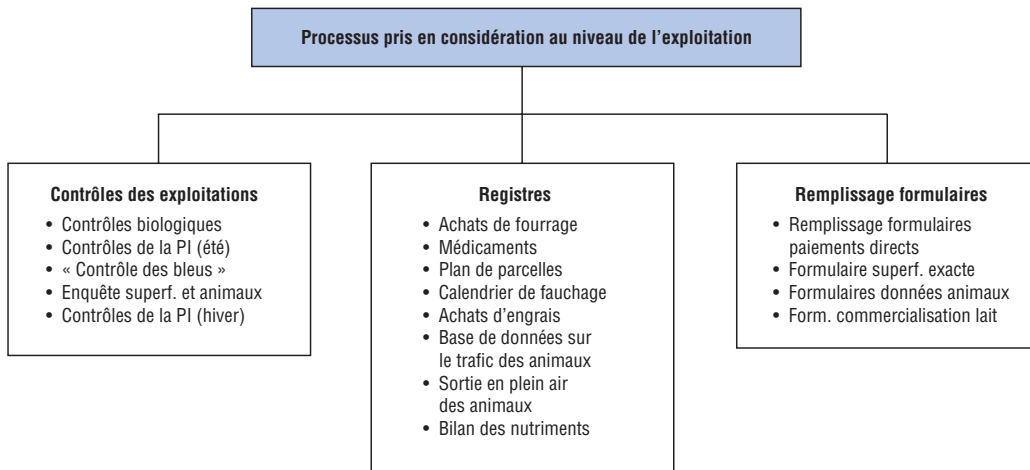 Processus pris en considération au niveau de l'exploitation
Contrôles des exploitations
• Contrôles biologiques
• Contrôles de la PI (été)
• « Contrôle des bleus »
• Enquête superf. et animaux
• Contrôles de la PI (hiver)
Registres
• Achats de fourrage
• Médicaments
• Plan de parcelles
• Calendrier de fauchage
• Achats d'engrais
• Base de données sur
le trafic des animaux
• Sortie en plein air
des animaux
• Bilan des nutriments
Remplissage formulaires
• Remplissage formulaires
paiements directs
• Formulaire superf. exacte
• Formulaires données animaux
• Form. commercialisation lait